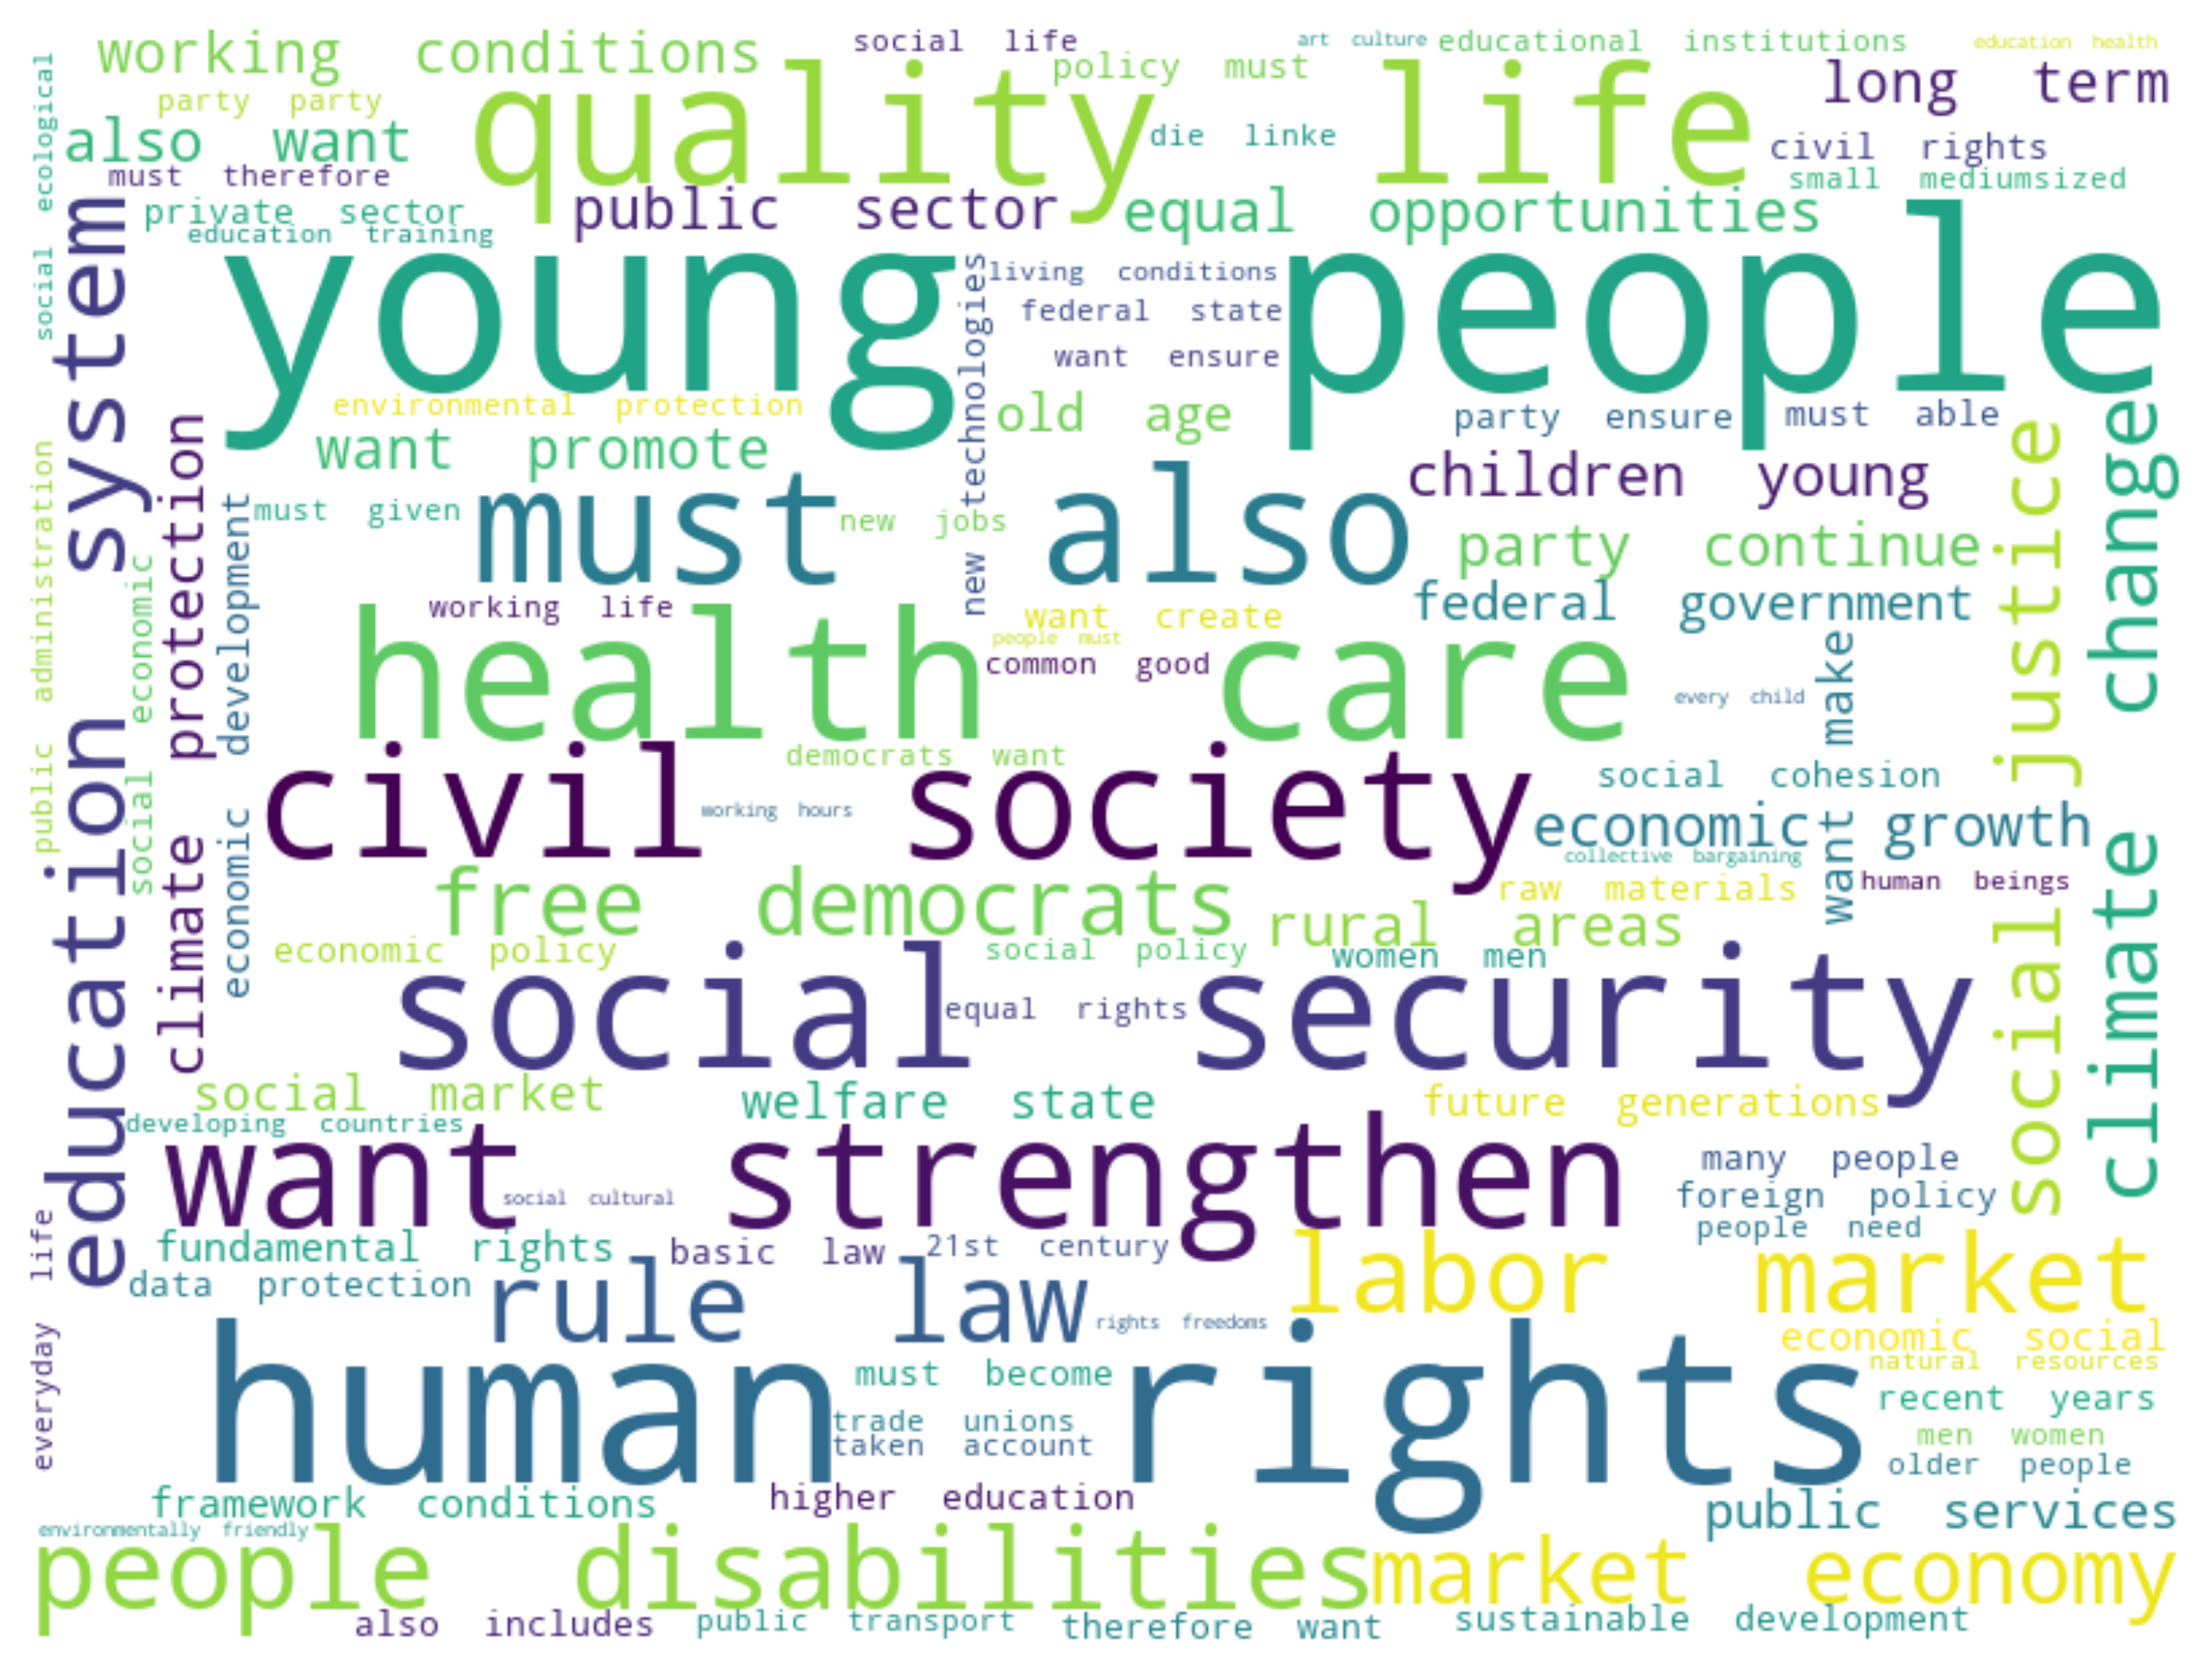 working conditions
social life
art culture
educational institutions
education health
policy must
long term
quality life
party party
also want
die linke
civil rights
must therefore
small mediumsized
private sector
public sector
equal opportunities
education training
young people
living conditions
federal state
want ensure
new technologies
environmental protection
old age
party ensure
must able
want promote
children young
must given
must also
new jobs
party continue
working life
want create
federal government
people must
health care
common good
every child
want make
democrats want
civil society
social cohesion
working hours
economic growth
collective bargaining
free democrats
raw materials
human beings
rural areas
economic policy
social policy
women men
social security
equal rights
social market
welfare state
future generations
developing countries
want strengthen
many people
social cultural
foreign policy
people need
fundamental rights
basic law
21st century
labor market
data protection
rule law
rights freedoms
economic social
natural resources
human rights
must become
recent years
trade unions
men women
taken account
older people
framework conditions
higher education
public services
environmentally friendly
people disabilities
market economy
also includes
public transport
therefore want
sustainable development
social ecological
education system
public administration
social economic
climate protection
economic development
everyday life
social justice
climate change